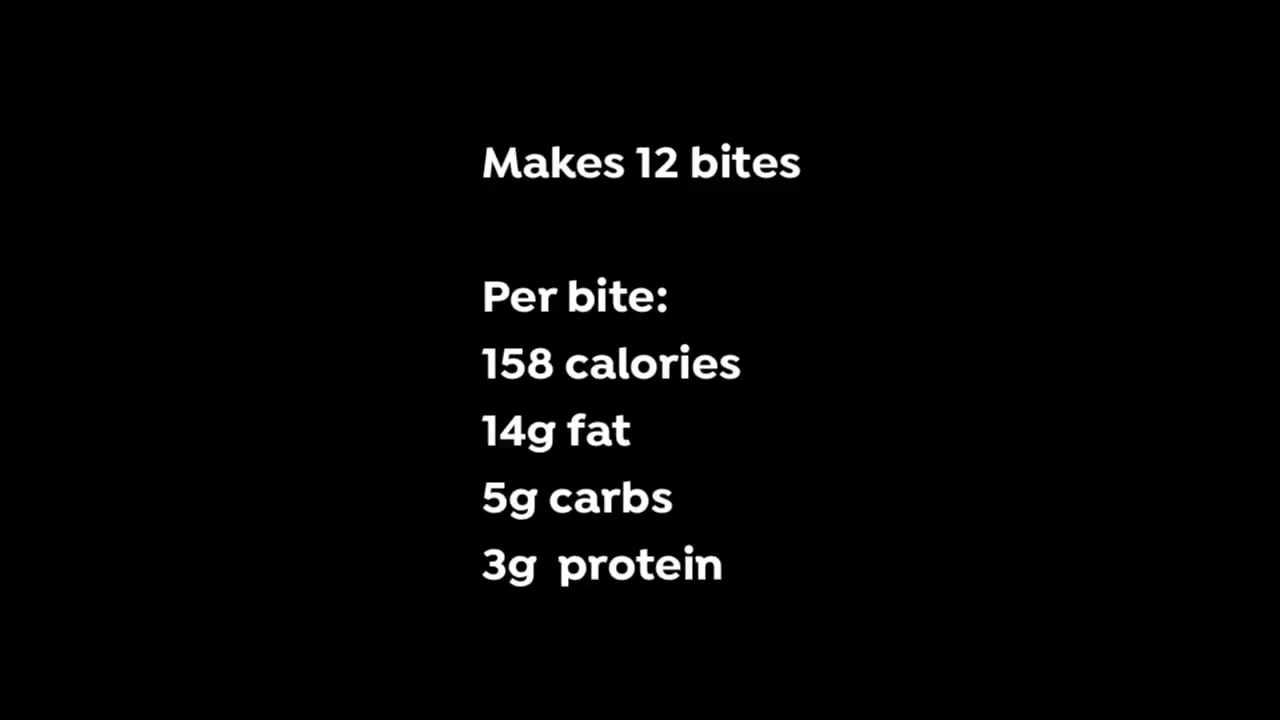 Makes 12 bites
Per bite:
158 calories
14g fat
5g carbs
3g  protein